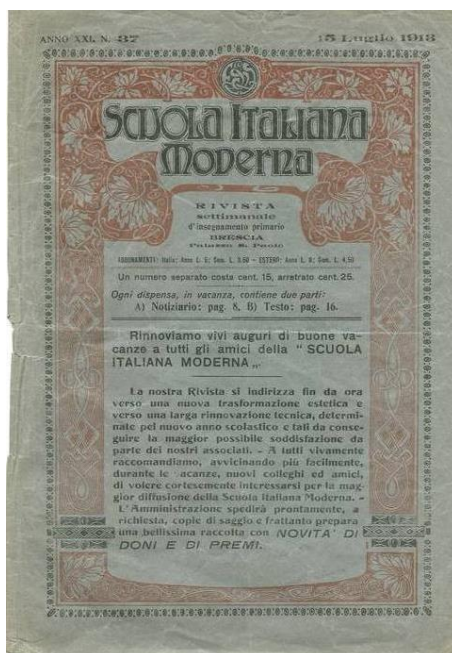 ANNO XXI. N. 37
15 Luglio 1913
SCUOLA ITALIANA
MODERNA
RIVISTA
settimanale
d'insegnamento primario
BRESCIA
Palazzo S. Paolo
ABBONAMENTI: Italia: Anno L. 5; Sem. L. 3,50 - ESTERO: Anno L. 8; Sem. L. 4,50
Un numero separato costa cent. 15, arretrato cent. 25.
Ogni dispensa, in vacanza, contiene due parti:
A) Notiziario: pag. 8, B) Testo: pag. 16.
Rinnoviamo vivi auguri di buone va-
canze a tutti gli amici della "SCUOLA
ITALIANA MODERNA„.
La nostra Rivista si indirizza fin da ora
verso una nuova trasformazione estetica e
verso una larga rinnovazione tecnica, determi-
nate pel nuovo anno scolastico e tali da conse-
guire la maggior possibile soddisfazione da
parte dei nostri associati. - A tutti vivamente
raccomandiamo, avvicinando più facilmente,
durante le acanze, nuovi colleghi ed amici,
di volere cortesemente interessarsi per la mag-
gior diffusione della Scuola Italiana Moderna. -
L'Amministrazione spedirà prontamente, a
richiesta, copie di saggio e frattanto prepara
una bellissima raccolta con NOVITA' DI
DONI E DI PREMI.